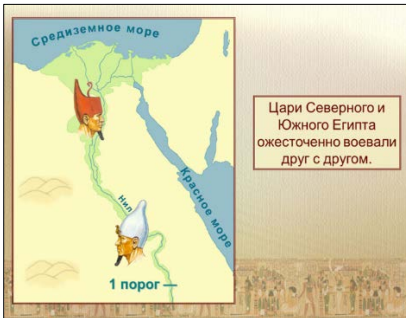 Средиземное море
Цари Северного и
Южного Египта
ожесточенно воевали
друг с другом.
Красное море
Нил
1 порог —